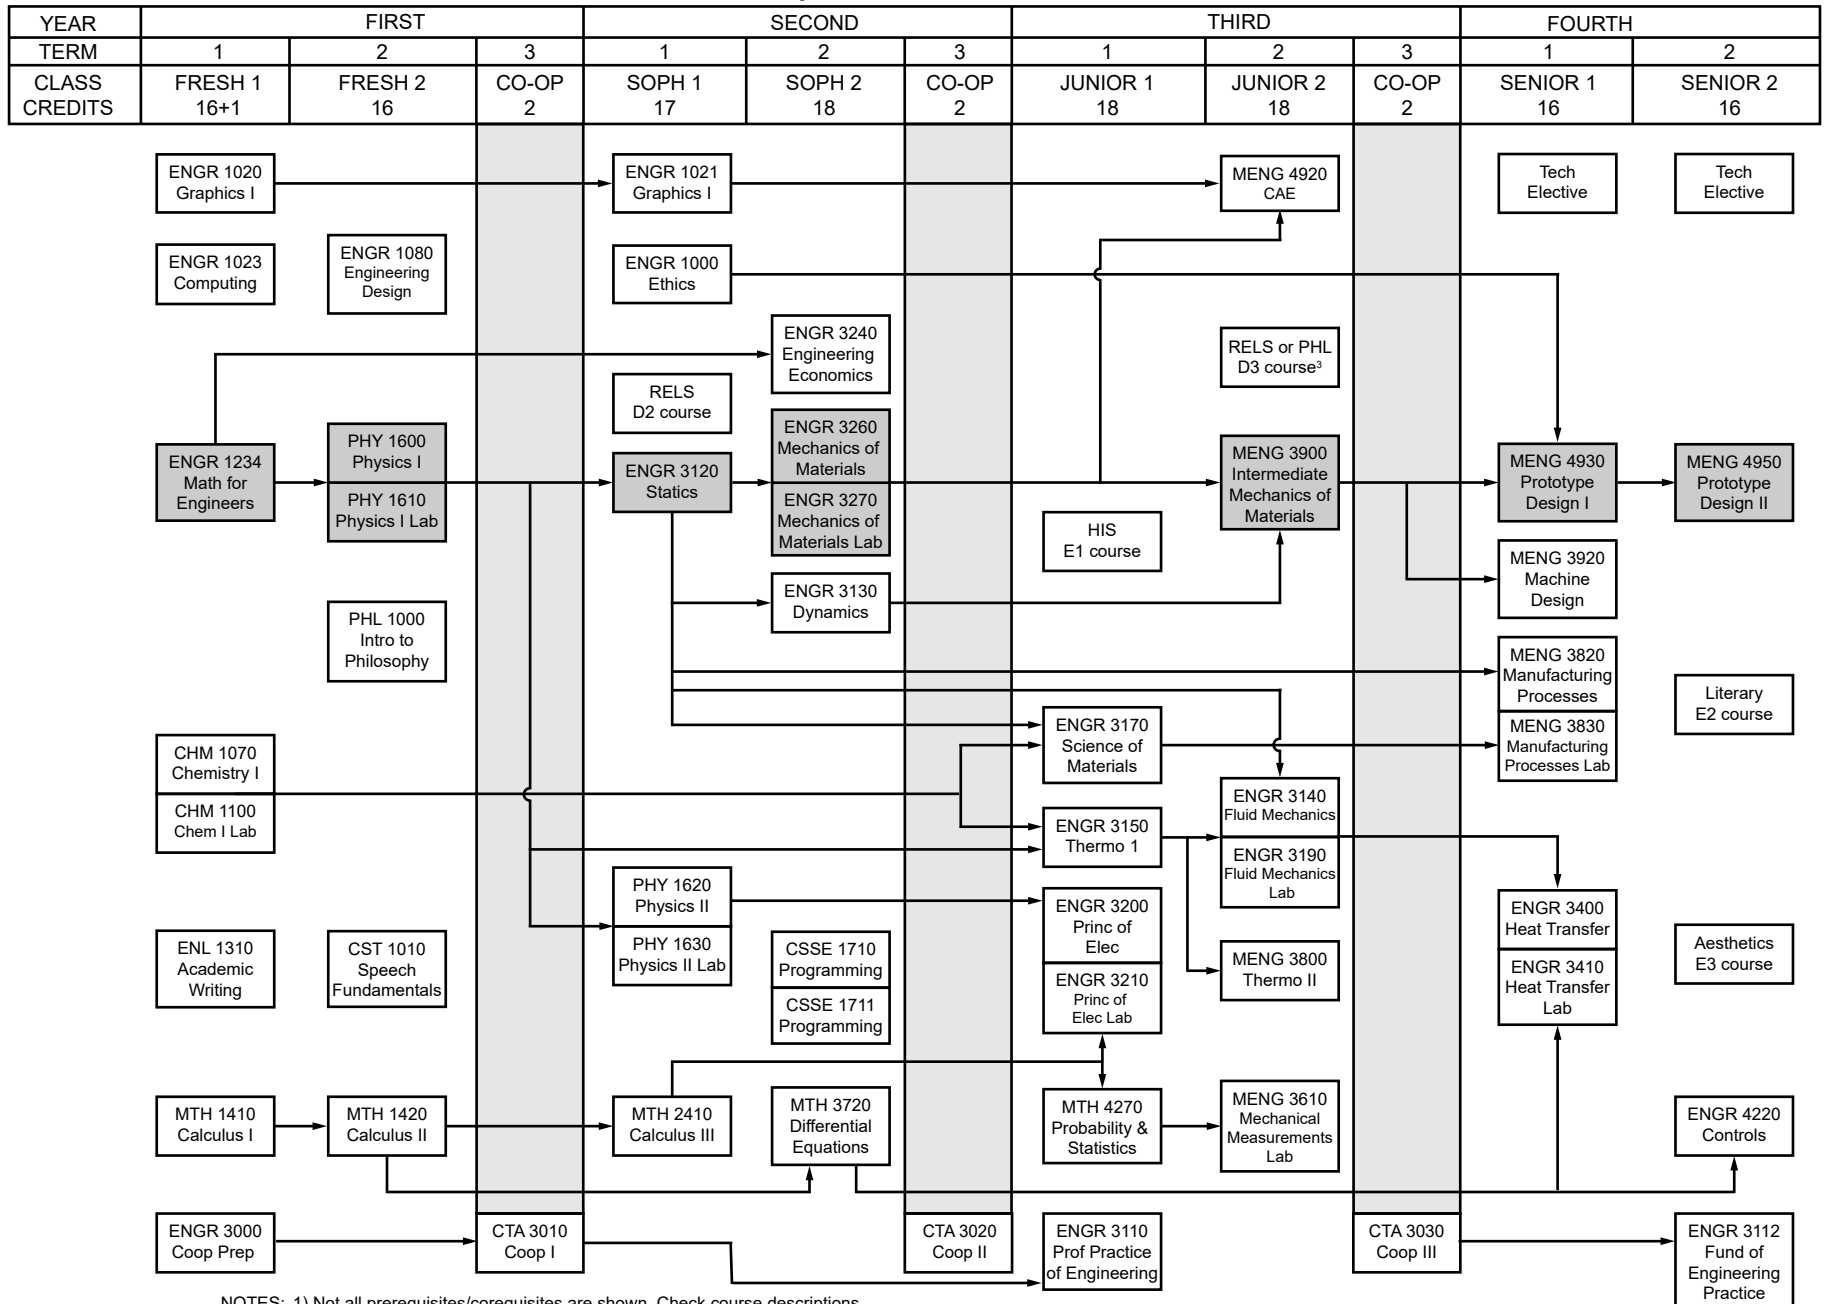 YEAR FIRST SECOND THIRD FOURTH
TERM 1 2 3 1 2 3 1 2 3 1 2
CLASS FRESH 1 FRESH 2 CO-OP SOPH 1 SOPH 2 CO-OP JUNIOR 1 JUNIOR 2 CO-OP SENIOR 1 SENIOR 2
CREDITS 16+1 16 2 17 18 2 18 18 2 16 16
ENGR 1020
Graphics I
ENGR 1021
Graphics I
MENG 4920
CAE
Tech
Elective
Tech
Elective
ENGR 1023
Computing
ENGR 1080
Engineering
Design
ENGR 1000
Ethics
ENGR 3240
Engineering
Economics
RELS or PHL
D3 course³
RELS
D2 course
ENGR 1234
Math for
Engineers
PHY 1600
Physics I
PHY 1610
Physics I Lab
ENGR 3120
Statics
ENGR 3260
Mechanics of
Materials
ENGR 3270
Mechanics of
Materials Lab
MENG 3900
Intermediate
Mechanics of
Materials
MENG 4930
Prototype
Design I
MENG 4950
Prototype
Design II
HIS
E1 course
MENG 3920
Machine
Design
ENGR 3130
Dynamics
PHL 1000
Intro to
Philosophy
MENG 3820
Manufacturing
Processes
MENG 3830
Manufacturing
Processes Lab
Literary
E2 course
ENGR 3170
Science of
Materials
CHM 1070
Chemistry I
CHM 1100
Chem I Lab
ENGR 3150
Thermo 1
ENGR 3140
Fluid Mechanics
ENGR 3190
Fluid Mechanics
Lab
PHY 1620
Physics II
PHY 1630
Physics II Lab
ENGR 3200
Princ of
Elec
ENGR 3210
Princ of
Elec Lab
ENGR 3400
Heat Transfer
ENGR 3410
Heat Transfer
Lab
ENL 1310
Academic
Writing
CST 1010
Speech
Fundamentals
CSSE 1710
Programming
CSSE 1711
Programming
MENG 3800
Thermo II
Aesthetics
E3 course
MTH 1410
Calculus I
MTH 1420
Calculus II
MTH 2410
Calculus III
MTH 3720
Differential
Equations
MTH 4270
Probability &
Statistics
MENG 3610
Mechanical
Measurements
Lab
ENGR 4220
Controls
ENGR 3000
Coop Prep
CTA 3010
Coop I
CTA 3020
Coop II
ENGR 3110
Prof Practice
of Engineering
CTA 3030
Coop III
ENGR 3112
Fund of
Engineering
Practice
NOTES: 1) Not all prerequisites/corequisites are shown. Check course descriptions